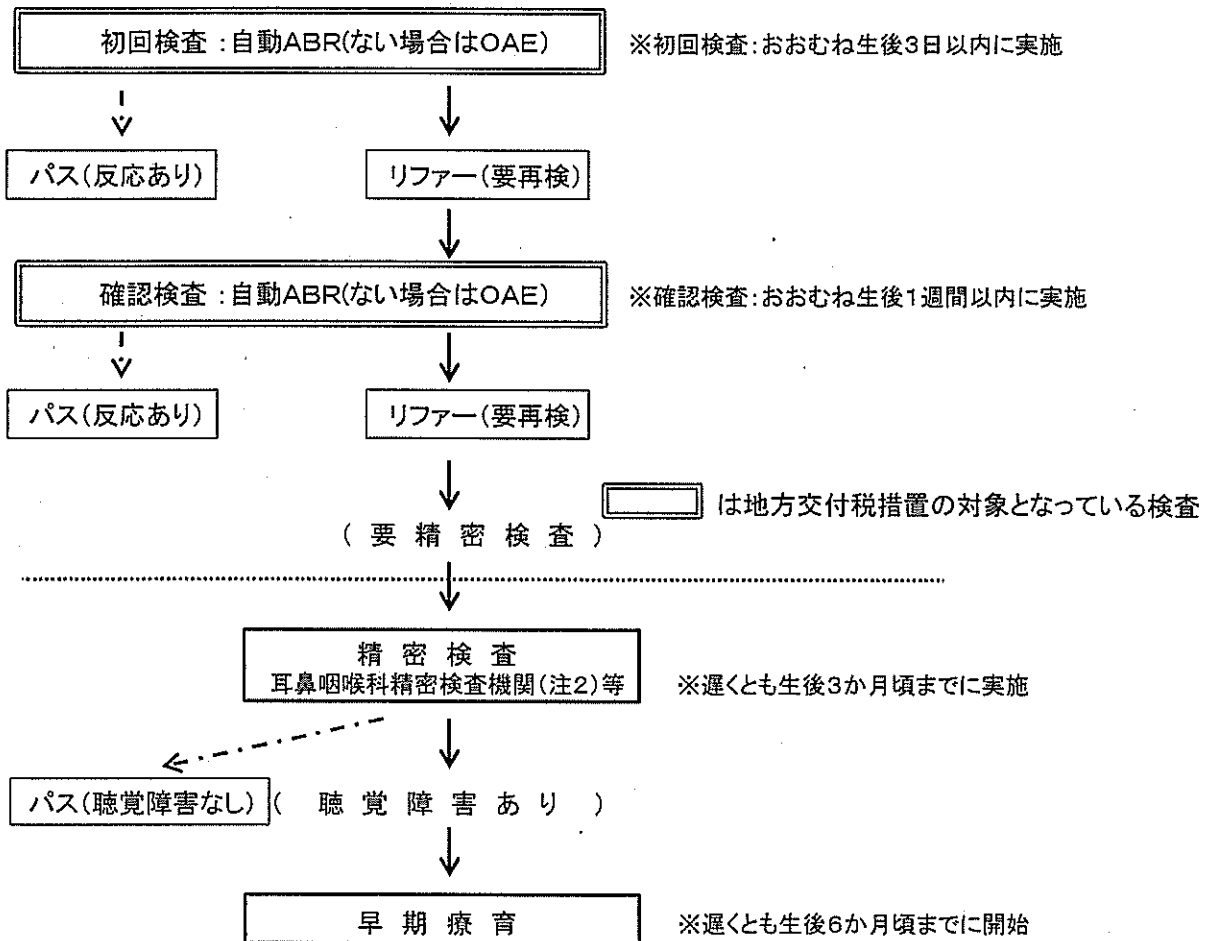 初回検査：自動ABR(ない場合はOAE)
※初回検査：おおむね生後3日以内に実施
パス(反応あり)
リファー(要再検)
確認検査：自動ABR(ない場合はOAE)
※確認検査：おおむね生後1週間以内に実施
パス(反応あり)
リファー(要再検)
は地方交付税措置の対象となっている検査
(要精密検査)
精密検査
耳鼻咽喉科精密検査機関(注2)等
※遅くとも生後3か月頃までに実施
パス(聴覚障害なし)
(聴覚障害あり)
早期療育
※遅くとも生後6か月頃までに開始